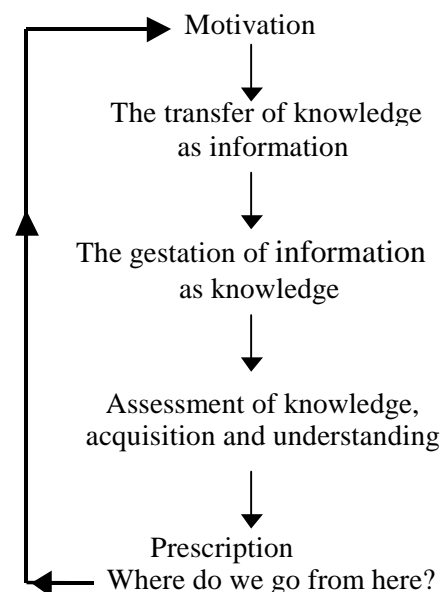 Motivation
The transfer of knowledge
as information
The gestation of information
as knowledge
Assessment of knowledge,
acquisition and understanding
Prescription
Where do we go from here?